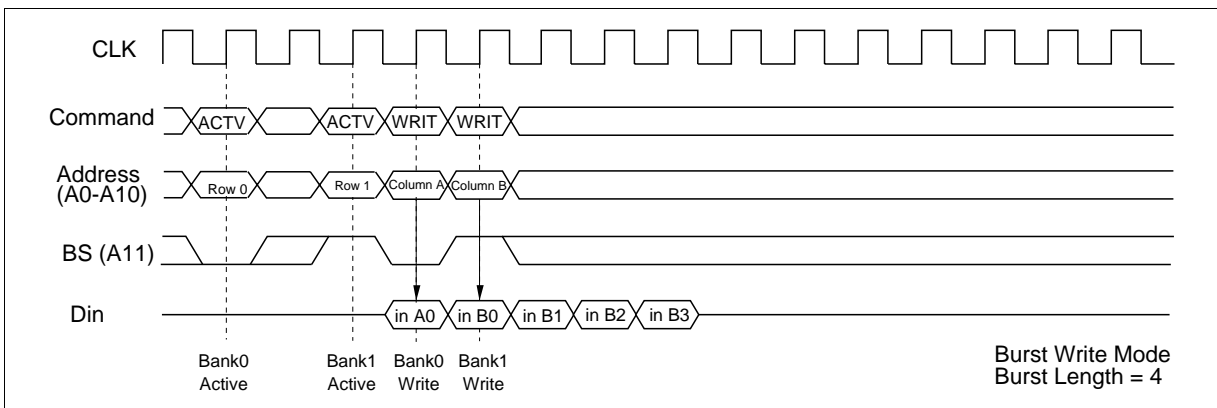 CLK
Command
ACTV ACTV WRIT WRIT
Address
(A0-A10)
Row 0 Row 1 Column A Column B
BS (A11)
Din
in A0 in B0 in B1 in B2 in B3
Bank0 Bank1 Bank0 Bank1
Active Active Write Write
Burst Write Mode
Burst Length = 4